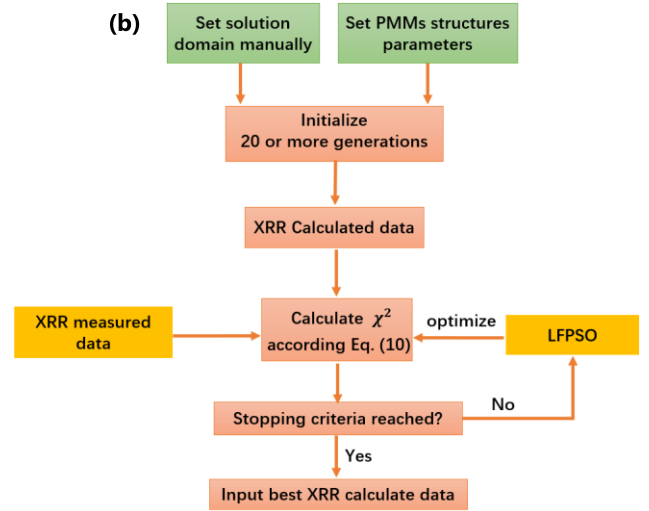 (b)
Set solution
domain manually
Set PMMs structures
parameters
Initialize
20 or more generations
XRR Calculated data
XRR measured
data
Calculate χ²
according Eq. (10)
optimize
LFPSO
Stopping criteria reached?
No
Yes
Input best XRR calculate data